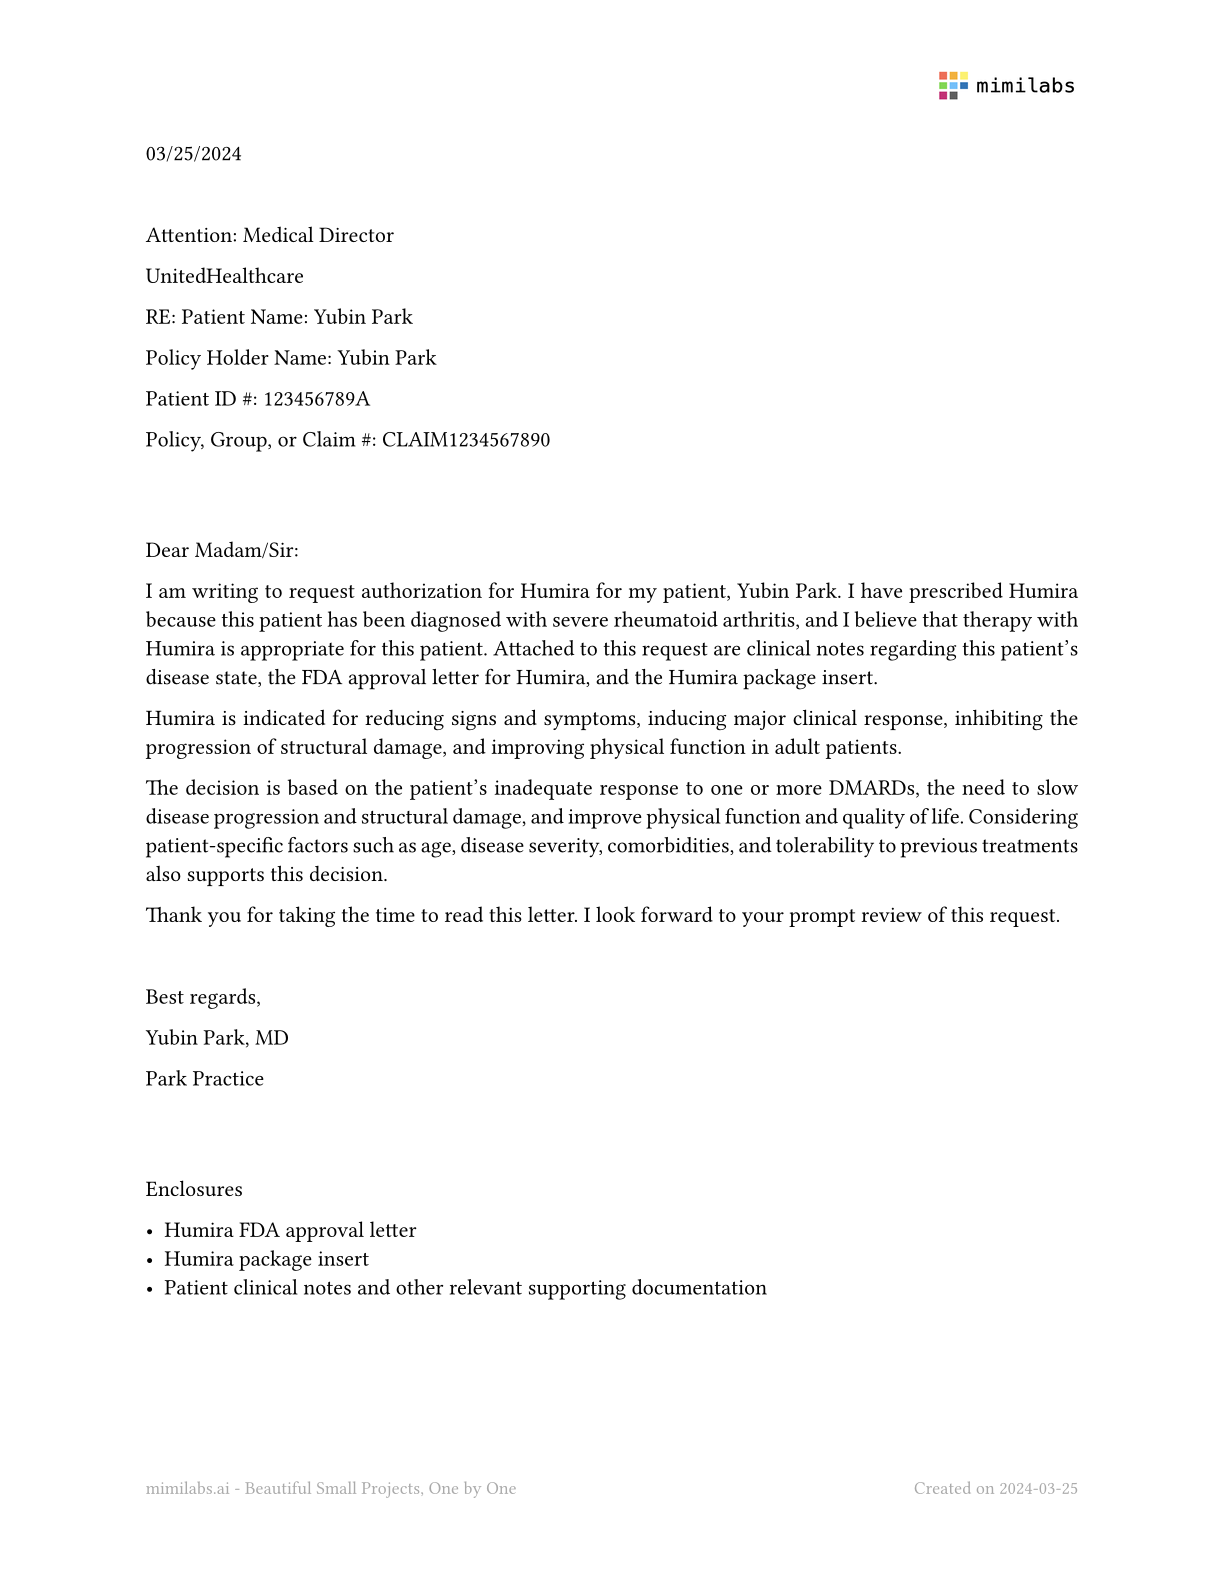 mimilabs
03/25/2024
Attention: Medical Director
UnitedHealthcare
RE: Patient Name: Yubin Park
Policy Holder Name: Yubin Park
Patient ID #: 123456789A
Policy, Group, or Claim #: CLAIM1234567890
Dear Madam/Sir:
I am writing to request authorization for Humira for my patient, Yubin Park. I have prescribed Humira
because this patient has been diagnosed with severe rheumatoid arthritis, and I believe that therapy with
Humira is appropriate for this patient. Attached to this request are clinical notes regarding this patient’s
disease state, the FDA approval letter for Humira, and the Humira package insert.
Humira is indicated for reducing signs and symptoms, inducing major clinical response, inhibiting the
progression of structural damage, and improving physical function in adult patients.
The decision is based on the patient’s inadequate response to one or more DMARDs, the need to slow
disease progression and structural damage, and improve physical function and quality of life. Considering
patient-specific factors such as age, disease severity, comorbidities, and tolerability to previous treatments
also supports this decision.
Thank you for taking the time to read this letter. I look forward to your prompt review of this request.
Best regards,
Yubin Park, MD
Park Practice
Enclosures
• Humira FDA approval letter
• Humira package insert
• Patient clinical notes and other relevant supporting documentation
mimilabs.ai - Beautiful Small Projects, One by One
Created on 2024-03-25